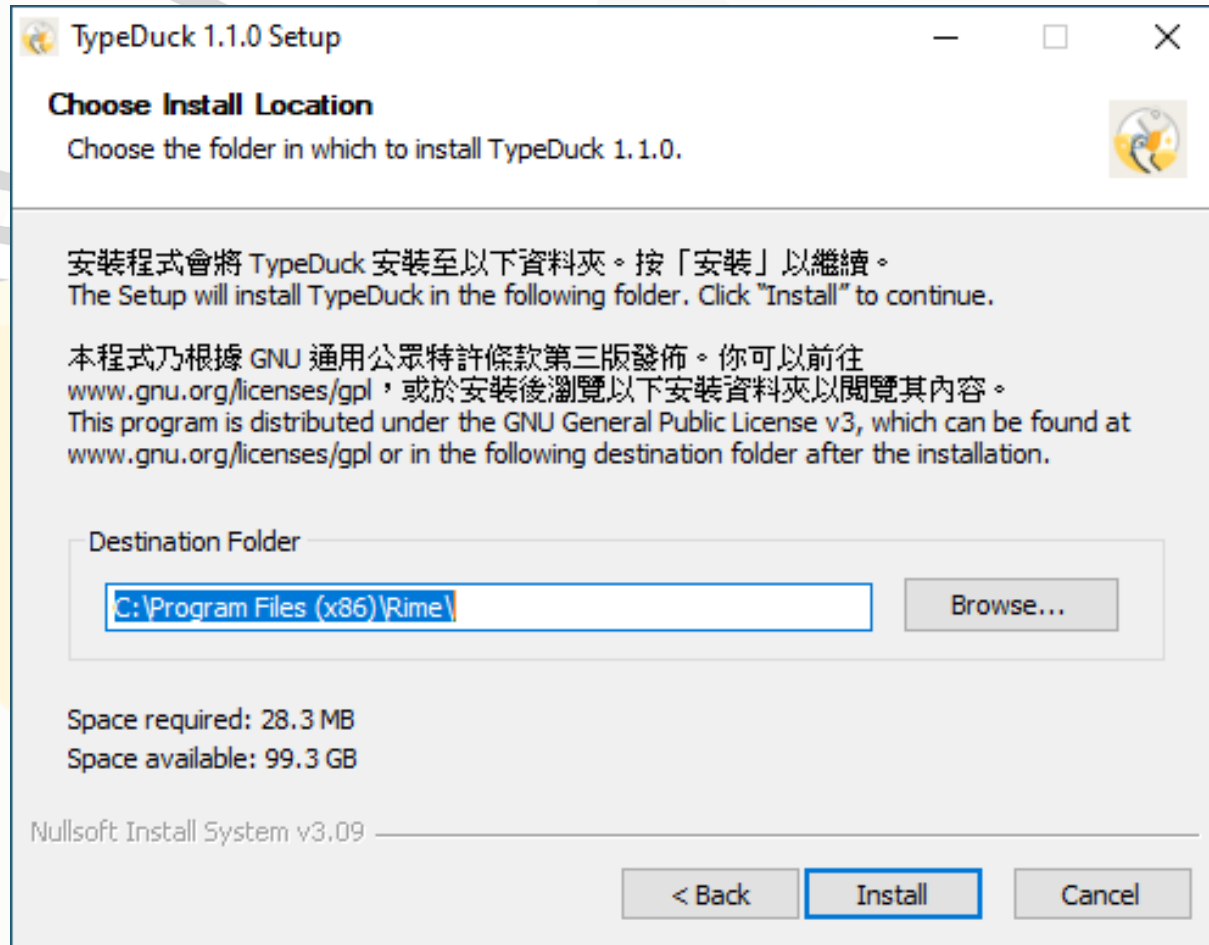 TypeDuck 1.1.0 Setup
Choose Install Location
Choose the folder in which to install TypeDuck 1.1.0.
安裝程式會將 TypeDuck 安裝至以下資料夾。按「安裝」以繼續。
The Setup will install TypeDuck in the following folder. Click “Install” to continue.
本程式乃根據 GNU 通用公眾特許條款第三版發佈。你可以前往
www.gnu.org/licenses/gpl，或於安裝後瀏覽以下安裝資料夾以閱覽其內容。
This program is distributed under the GNU General Public License v3, which can be found at
www.gnu.org/licenses/gpl or in the following destination folder after the installation.
Destination Folder
C:\Program Files (x86)\Rime\
Browse...
Space required: 28.3 MB
Space available: 99.3 GB
Nullsoft Install System v3.09
< Back
Install
Cancel